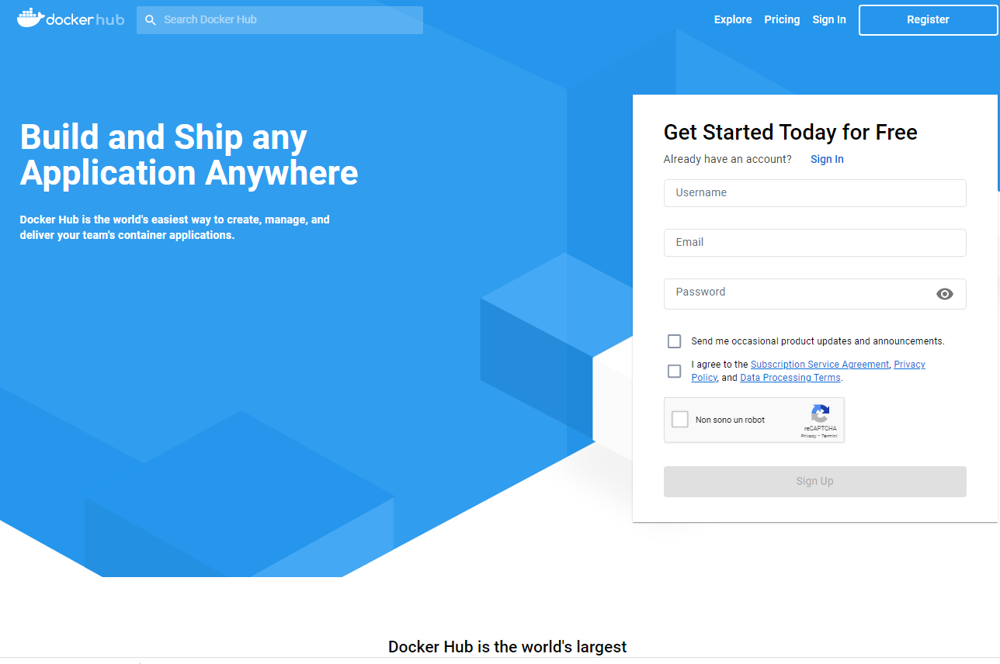 docker hub
Search Docker Hub
Explore
Pricing
Sign In
Register
Build and Ship any
Application Anywhere
Docker Hub is the world's easiest way to create, manage, and
deliver your team's container applications.
Get Started Today for Free
Already have an account? Sign In
Username
Email
Password
Send me occasional product updates and announcements.
I agree to the Subscription Service Agreement, Privacy
Policy, and Data Processing Terms.
Non sono un robot
reCAPTCHA
Privacy - Termini
Sign Up
Docker Hub is the world's largest